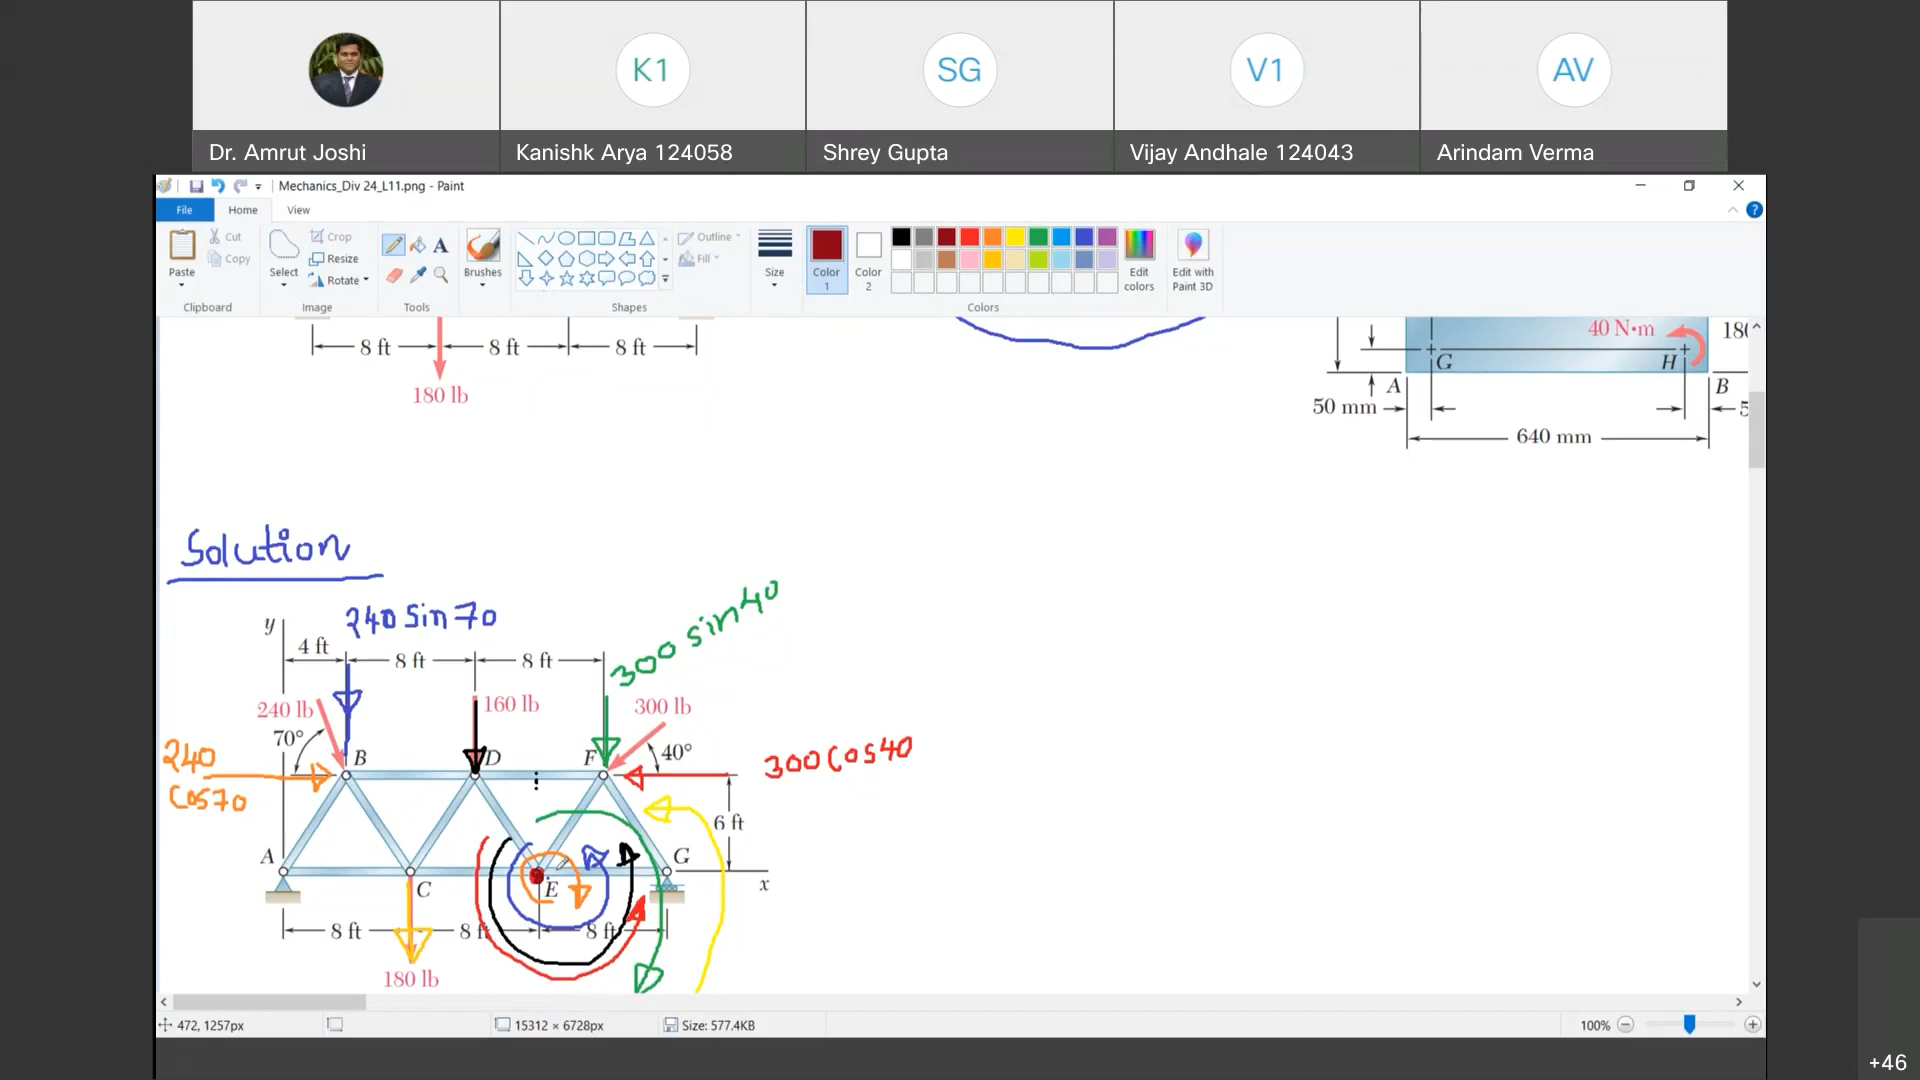 K1
SG
V1
AV
Dr. Amrut Joshi
Kanishk Arya 124058
Shrey Gupta
Vijay Andhale 124043
Arindam Verma
Mechanics_Div 24_L11.png - Paint
File
Home
View
Paste
Cut
Copy
Clipboard
Select
Crop
Resize
Rotate
Image
A
Tools
Brushes
Shapes
Outline
Fill
Size
Color 1
Color 2
Edit colors
Edit with Paint 3D
Colors
8 ft
8 ft
8 ft
180 lb
40 N•m
G
H
A
B
50 mm
640 mm
Solution
240 Sin 70
300 sin 40
y
4 ft
8 ft
8 ft
240 lb
160 lb
300 lb
70°
40°
240 Cos70
B
D
F
300 Cos40
6 ft
A
C
E
G
x
8 ft
8 ft
8 ft
180 lb
472, 1257px
15312 × 6728px
Size: 577.4KB
100%
+46